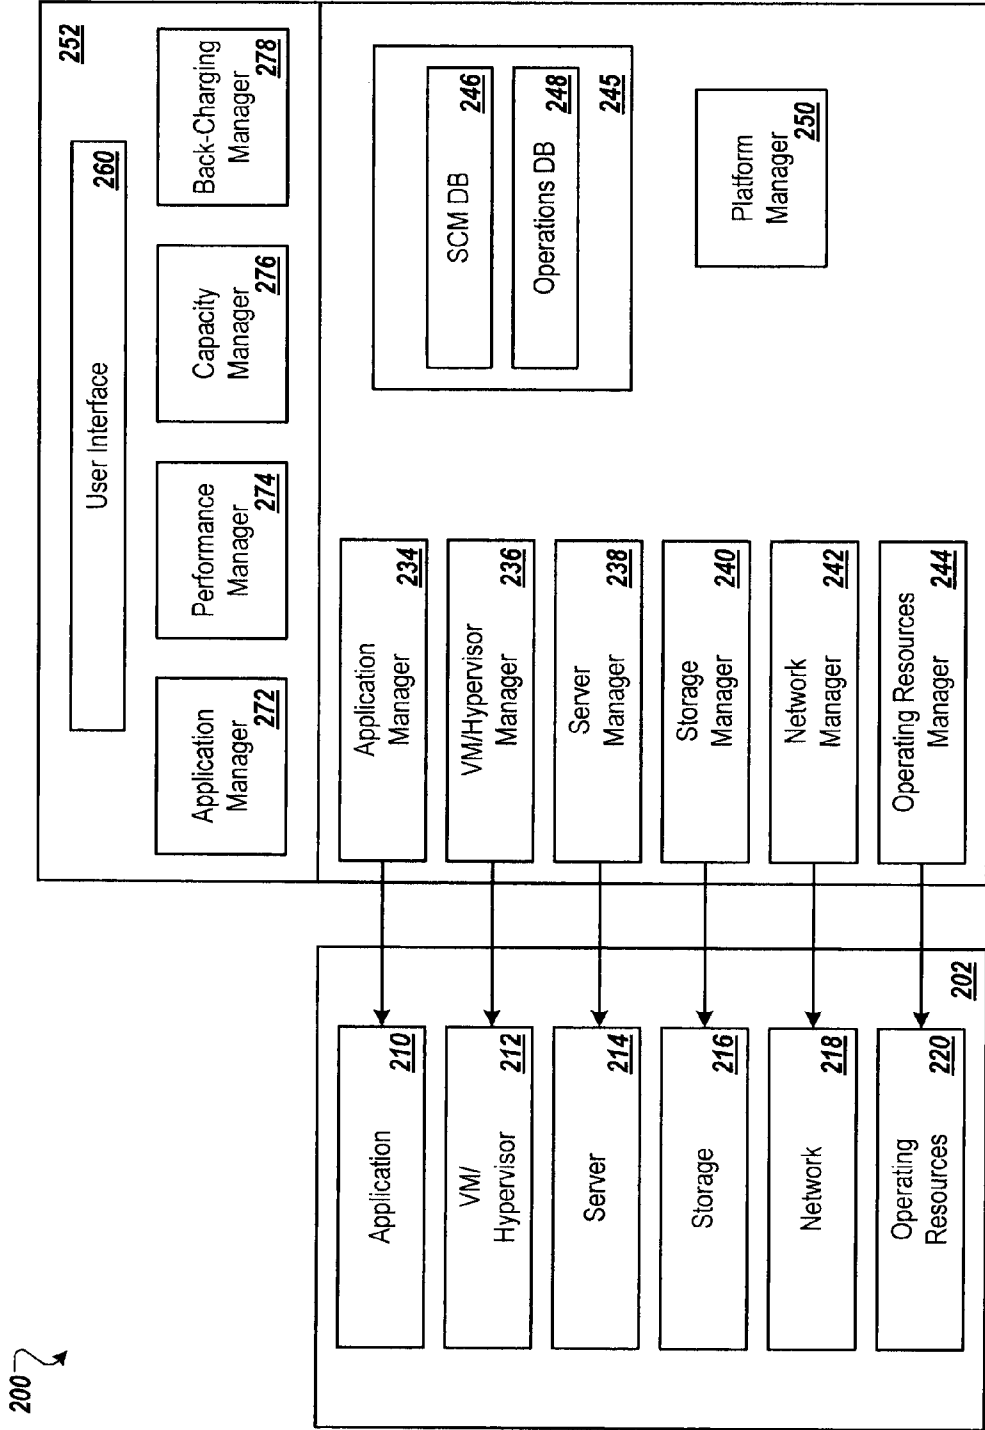 200
252
User Interface
260
Application
Manager
272
Performance
Manager
274
Capacity
Manager
276
Back-Charging
Manager
278
Application
210
VM/
Hypervisor
212
Server
214
Storage
216
Network
218
Operating
Resources
220
202
Application
Manager
234
VM/Hypervisor
Manager
236
Server
Manager
238
Storage
Manager
240
Network
Manager
242
Operating Resources
Manager
244
SCM DB
246
Operations DB
248
245
Platform
Manager
250